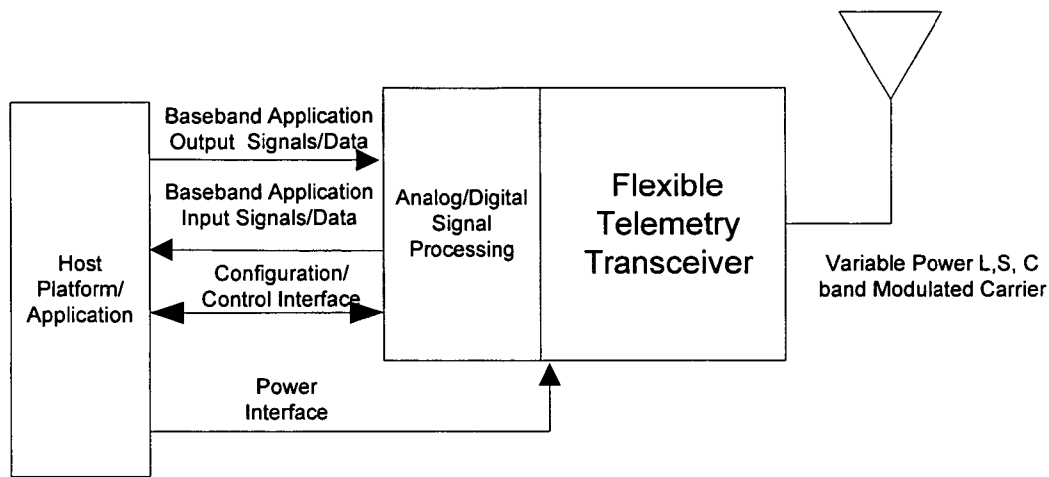 Baseband Application
Output Signals/Data
Baseband Application
Input Signals/Data
Configuration/
Control Interface
Power
Interface
Host
Platform/
Application
Analog/Digital
Signal
Processing
Flexible
Telemetry
Transceiver
Variable Power L,S, C
band Modulated Carrier